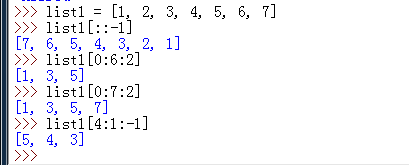 >>> list1 = [1, 2, 3, 4, 5, 6, 7]
>>> list1[::-1]
[7, 6, 5, 4, 3, 2, 1]
>>> list1[0:6:2]
[1, 3, 5]
>>> list1[0:7:2]
[1, 3, 5, 7]
>>> list1[4:1:-1]
[5, 4, 3]
>>>